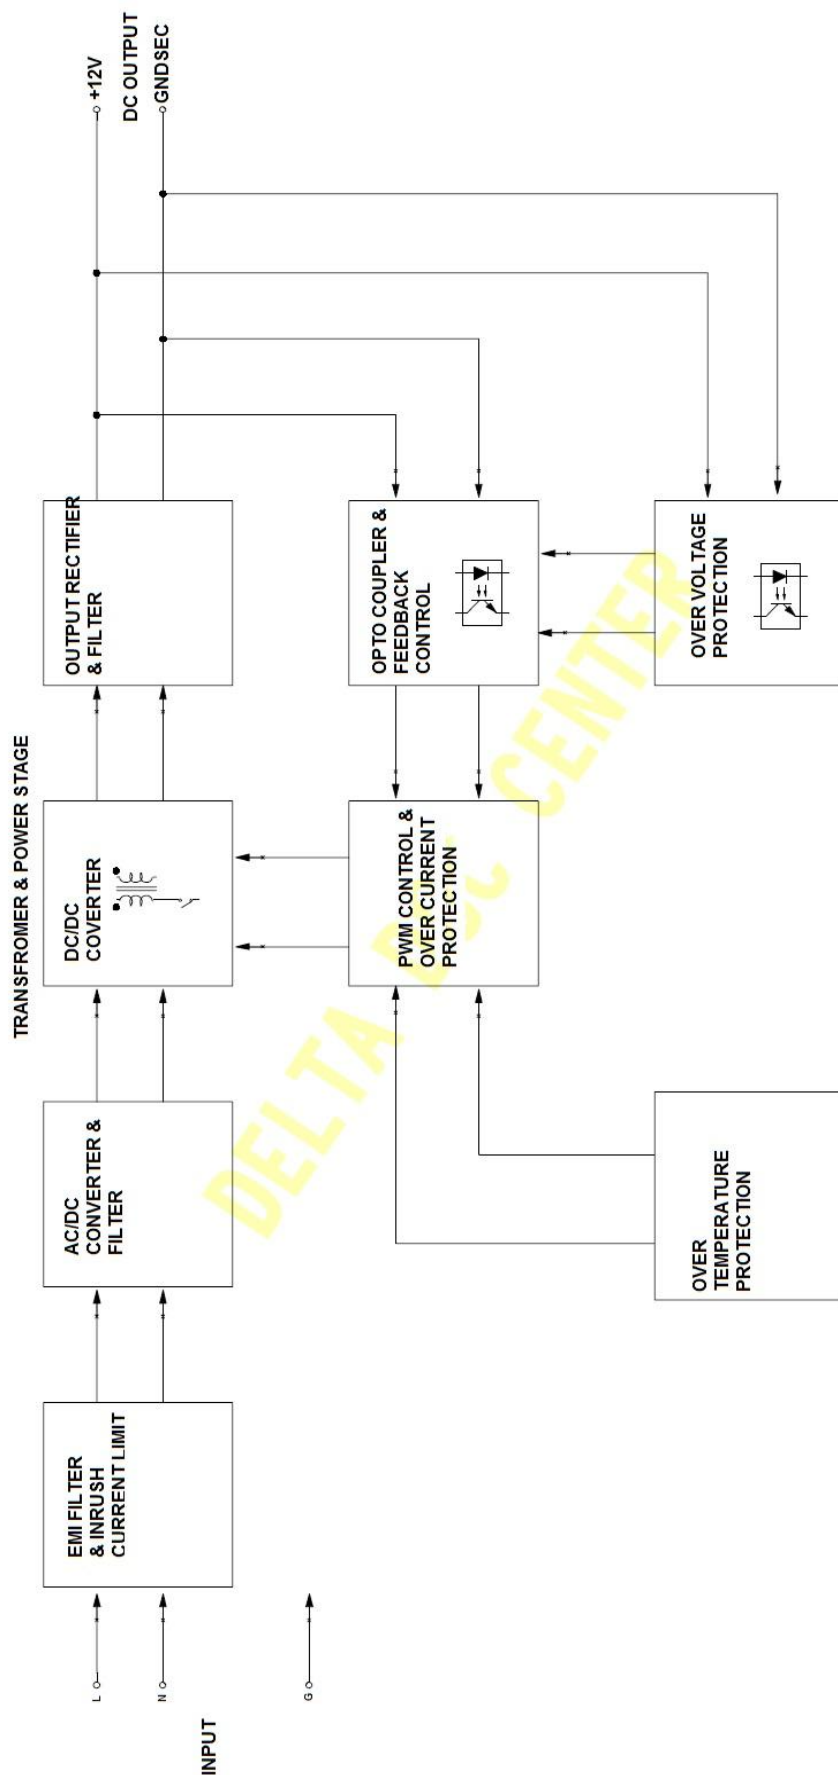 TRANSFROMER & POWER STAGE
EMI FILTER
& INRUSH
CURRENT LIMIT
AC/DC
CONVERTER &
FILTER
DC/DC
COVERTER
OUTPUT RECTIFIER
& FILTER
+12V
DC OUTPUT
GNDSEC
L
N
INPUT
G
PWM CONTROL &
OVER CURRENT
PROTECTION
OPTO COUPLER &
FEEDBACK
CONTROL
OVER
TEMPERATURE
PROTECTION
OVER VOLTAGE
PROTECTION
DELTA DSC CENTER